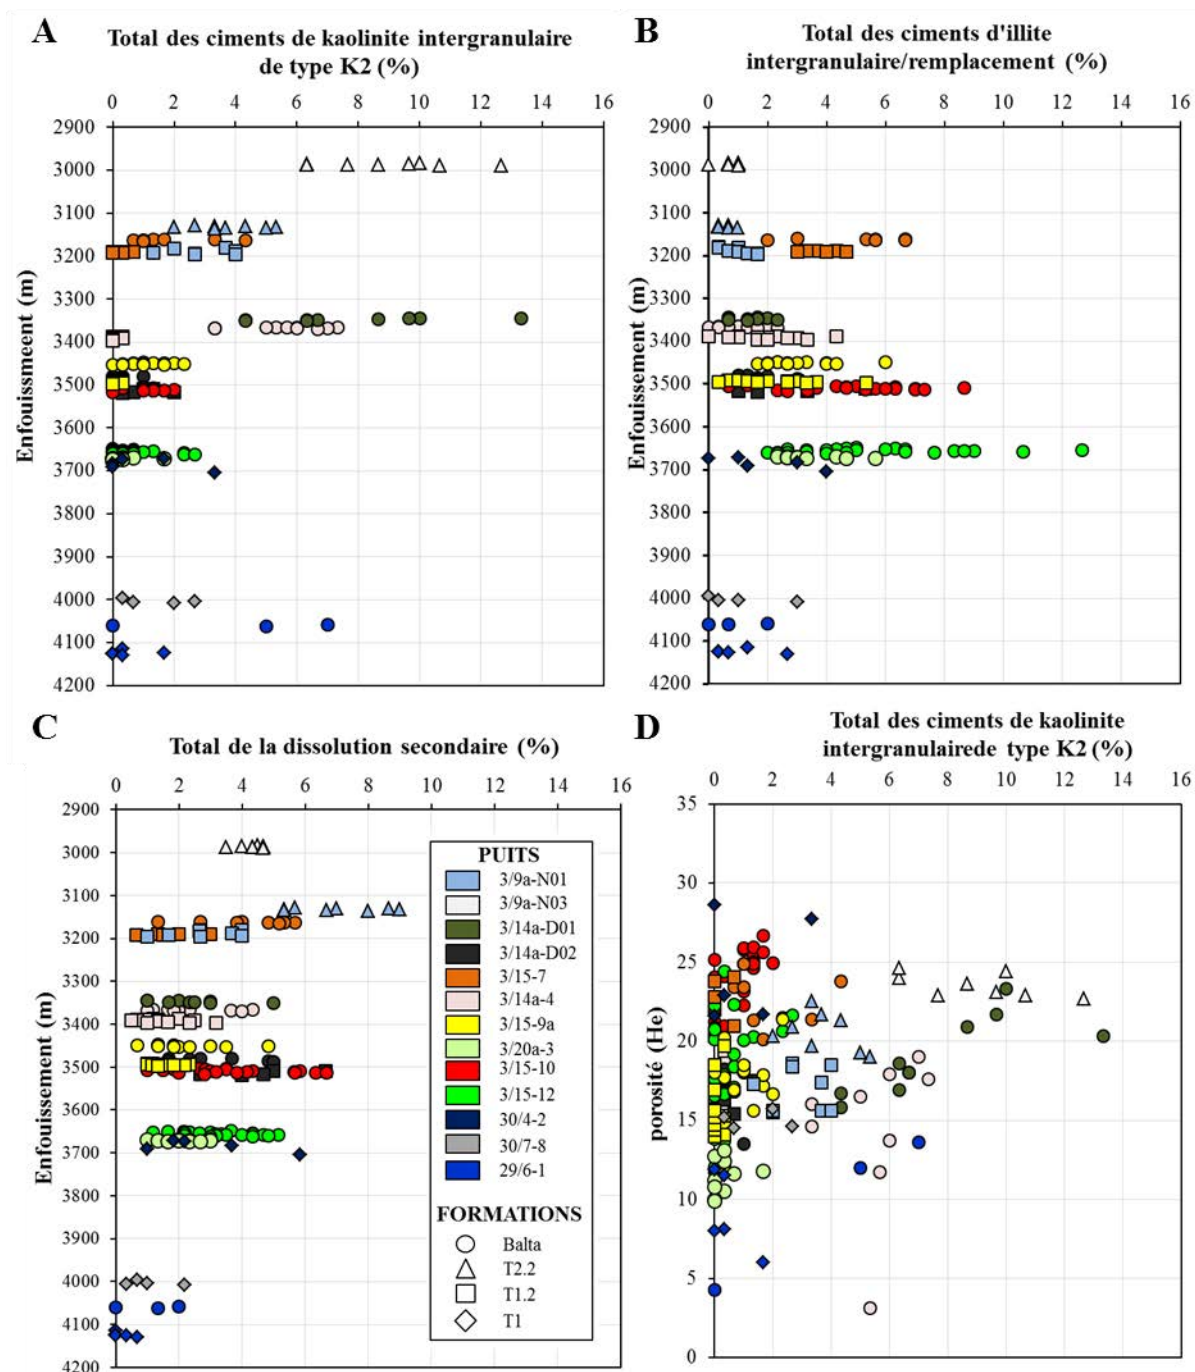 A
Total des ciments de kaolinite intergranulaire
de type K2 (%)
0 2 4 6 8 10 12 14 16
2900
3000
3100
3200
3300
3400
3500
3600
3700
3800
3900
4000
4100
4200
Enfouissmeent (m)
B
Total des ciments d'illite
intergranulaire/remplacement (%)
0 2 4 6 8 10 12 14 16
2900
3000
3100
3200
3300
3400
3500
3600
3700
3800
3900
4000
4100
4200
Enfouissement (m)
C
Total de la dissolution secondaire (%)
0 2 4 6 8 10 12 14 16
2900
3000
3100
3200
3300
3400
3500
3600
3700
3800
3900
4000
4100
4200
Enfouissement (m)
PUITS
3/9a-N01
3/9a-N03
3/14a-D01
3/14a-D02
3/15-7
3/14a-4
3/15-9a
3/20a-3
3/15-10
3/15-12
30/4-2
30/7-8
29/6-1
FORMATIONS
Balta
T2.2
T1.2
T1
D
Total des ciments de kaolinite
intergranulairede type K2 (%)
0 2 4 6 8 10 12 14 16
35
30
25
20
15
10
5
0
porosité (He)